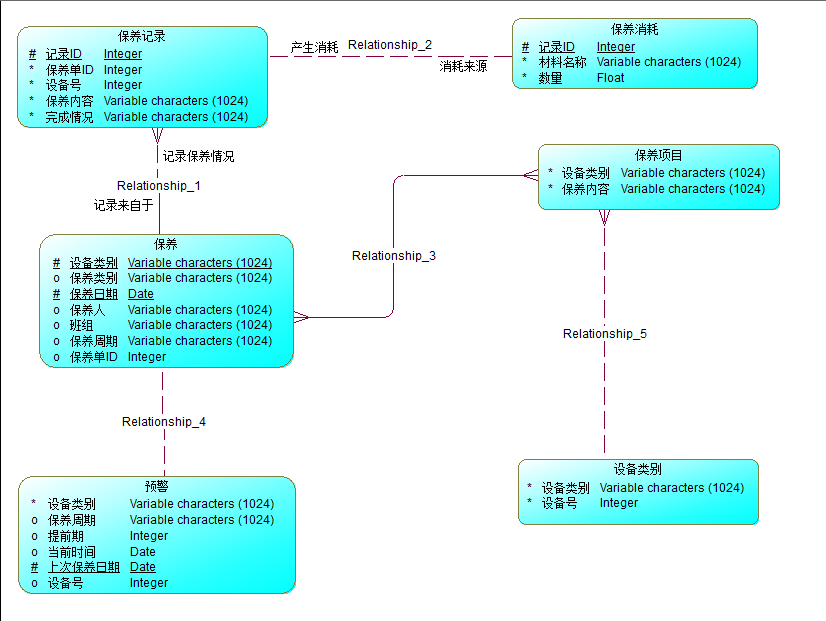 保养记录
# 记录ID Integer
* 保养单ID Integer
* 设备号 Integer
* 保养内容 Variable characters (1024)
* 完成情况 Variable characters (1024)
产生消耗 Relationship_2
消耗来源
保养消耗
# 记录ID Integer
* 材料名称 Variable characters (1024)
* 数量 Float
记录保养情况
Relationship_1
记录来自于
保养项目
* 设备类别 Variable characters (1024)
* 保养内容 Variable characters (1024)
保养
# 设备类别 Variable characters (1024)
o 保养类别 Variable characters (1024)
# 保养日期 Date
o 保养人 Variable characters (1024)
o 班组 Variable characters (1024)
o 保养周期 Variable characters (1024)
o 保养单ID Integer
Relationship_3
Relationship_5
Relationship_4
预警
* 设备类别 Variable characters (1024)
o 保养周期 Variable characters (1024)
o 提前期 Integer
o 当前时间 Date
# 上次保养日期 Date
o 设备号 Integer
设备类别
* 设备类别 Variable characters (1024)
* 设备号 Integer